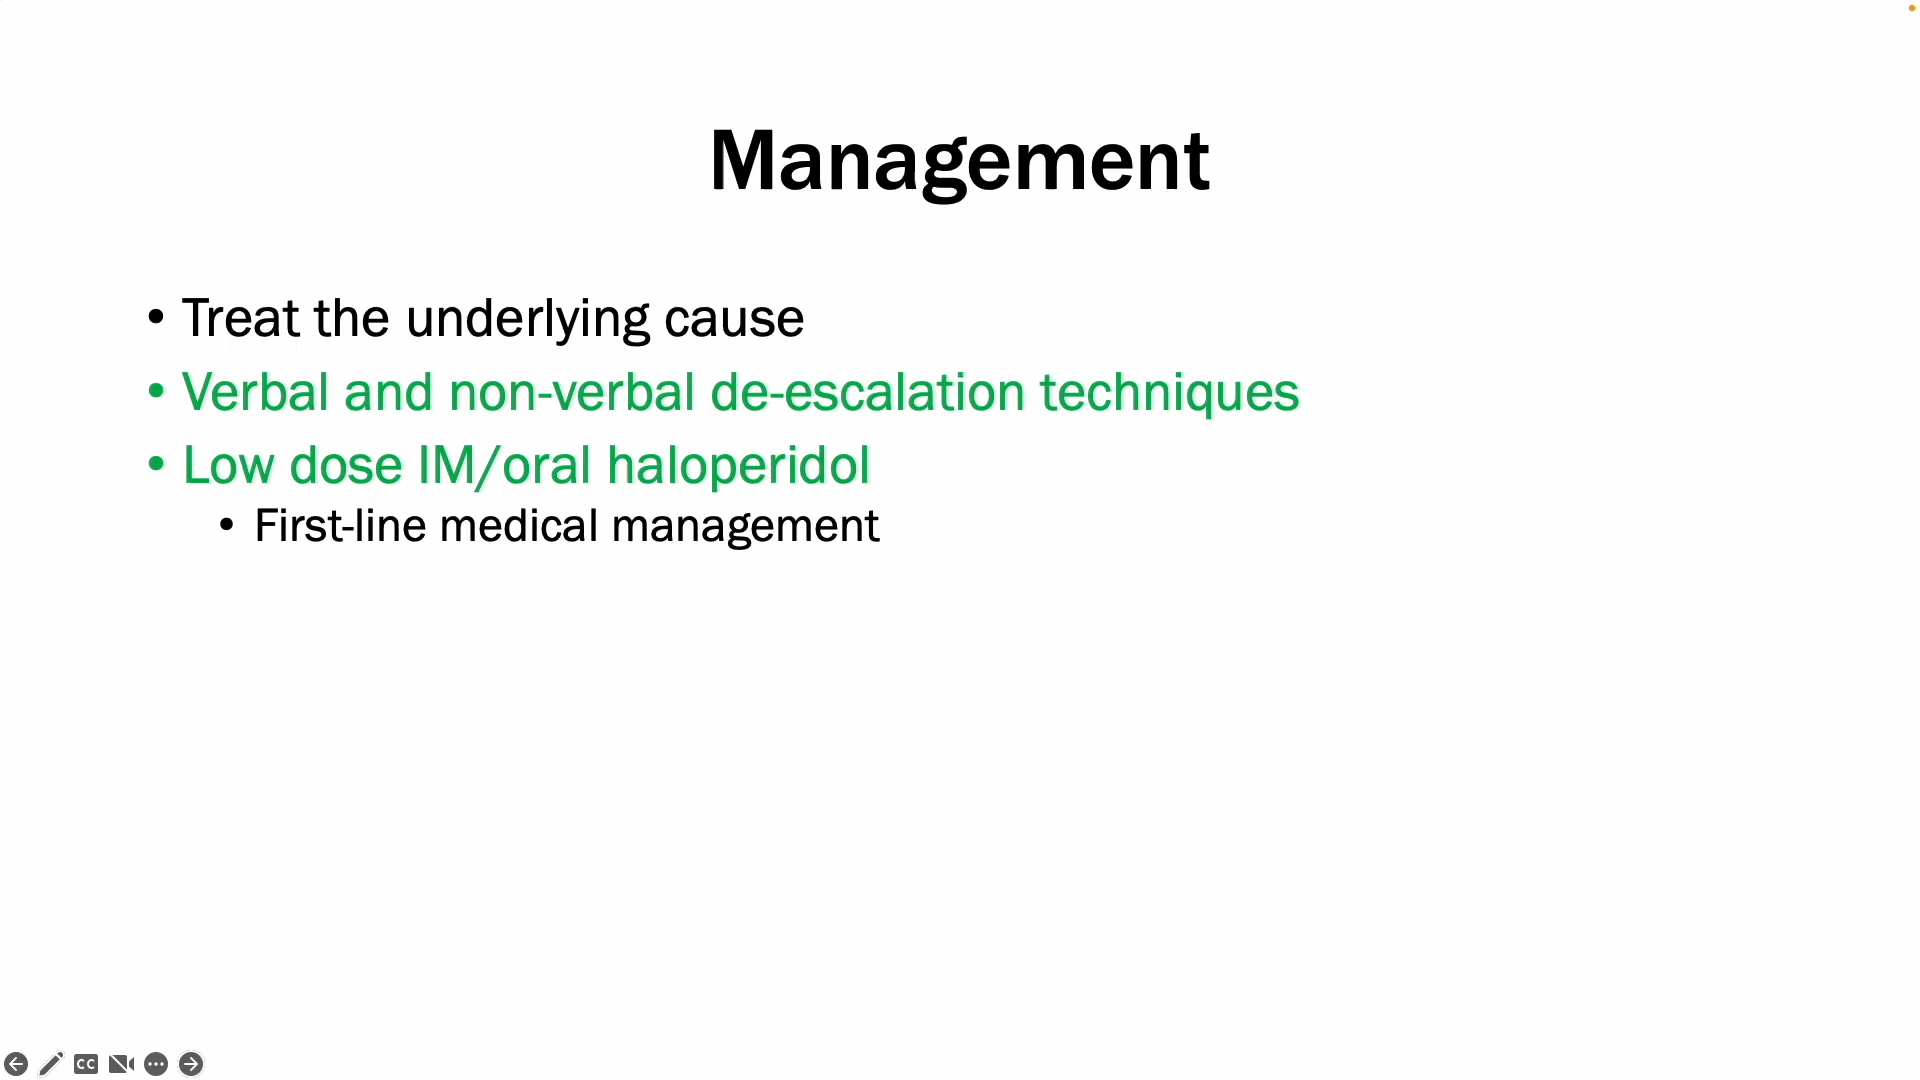 Management
• Treat the underlying cause
• Verbal and non-verbal de-escalation techniques
• Low dose IM/oral haloperidol
• First-line medical management
CC